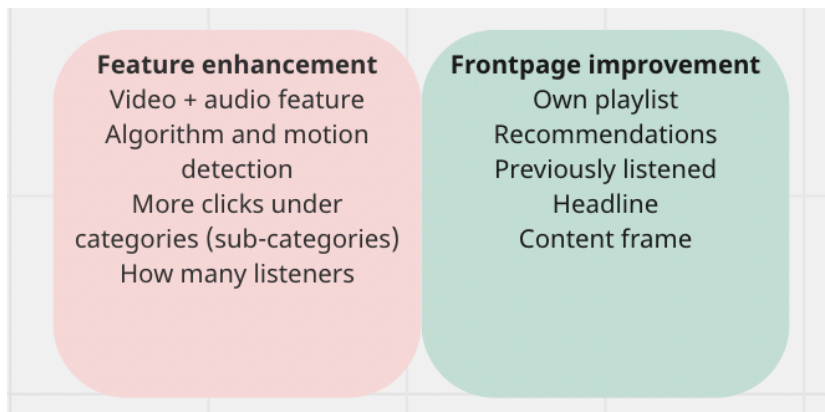 Feature enhancement
Video + audio feature
Algorithm and motion
detection
More clicks under
categories (sub-categories)
How many listeners
Frontpage improvement
Own playlist
Recommendations
Previously listened
Headline
Content frame